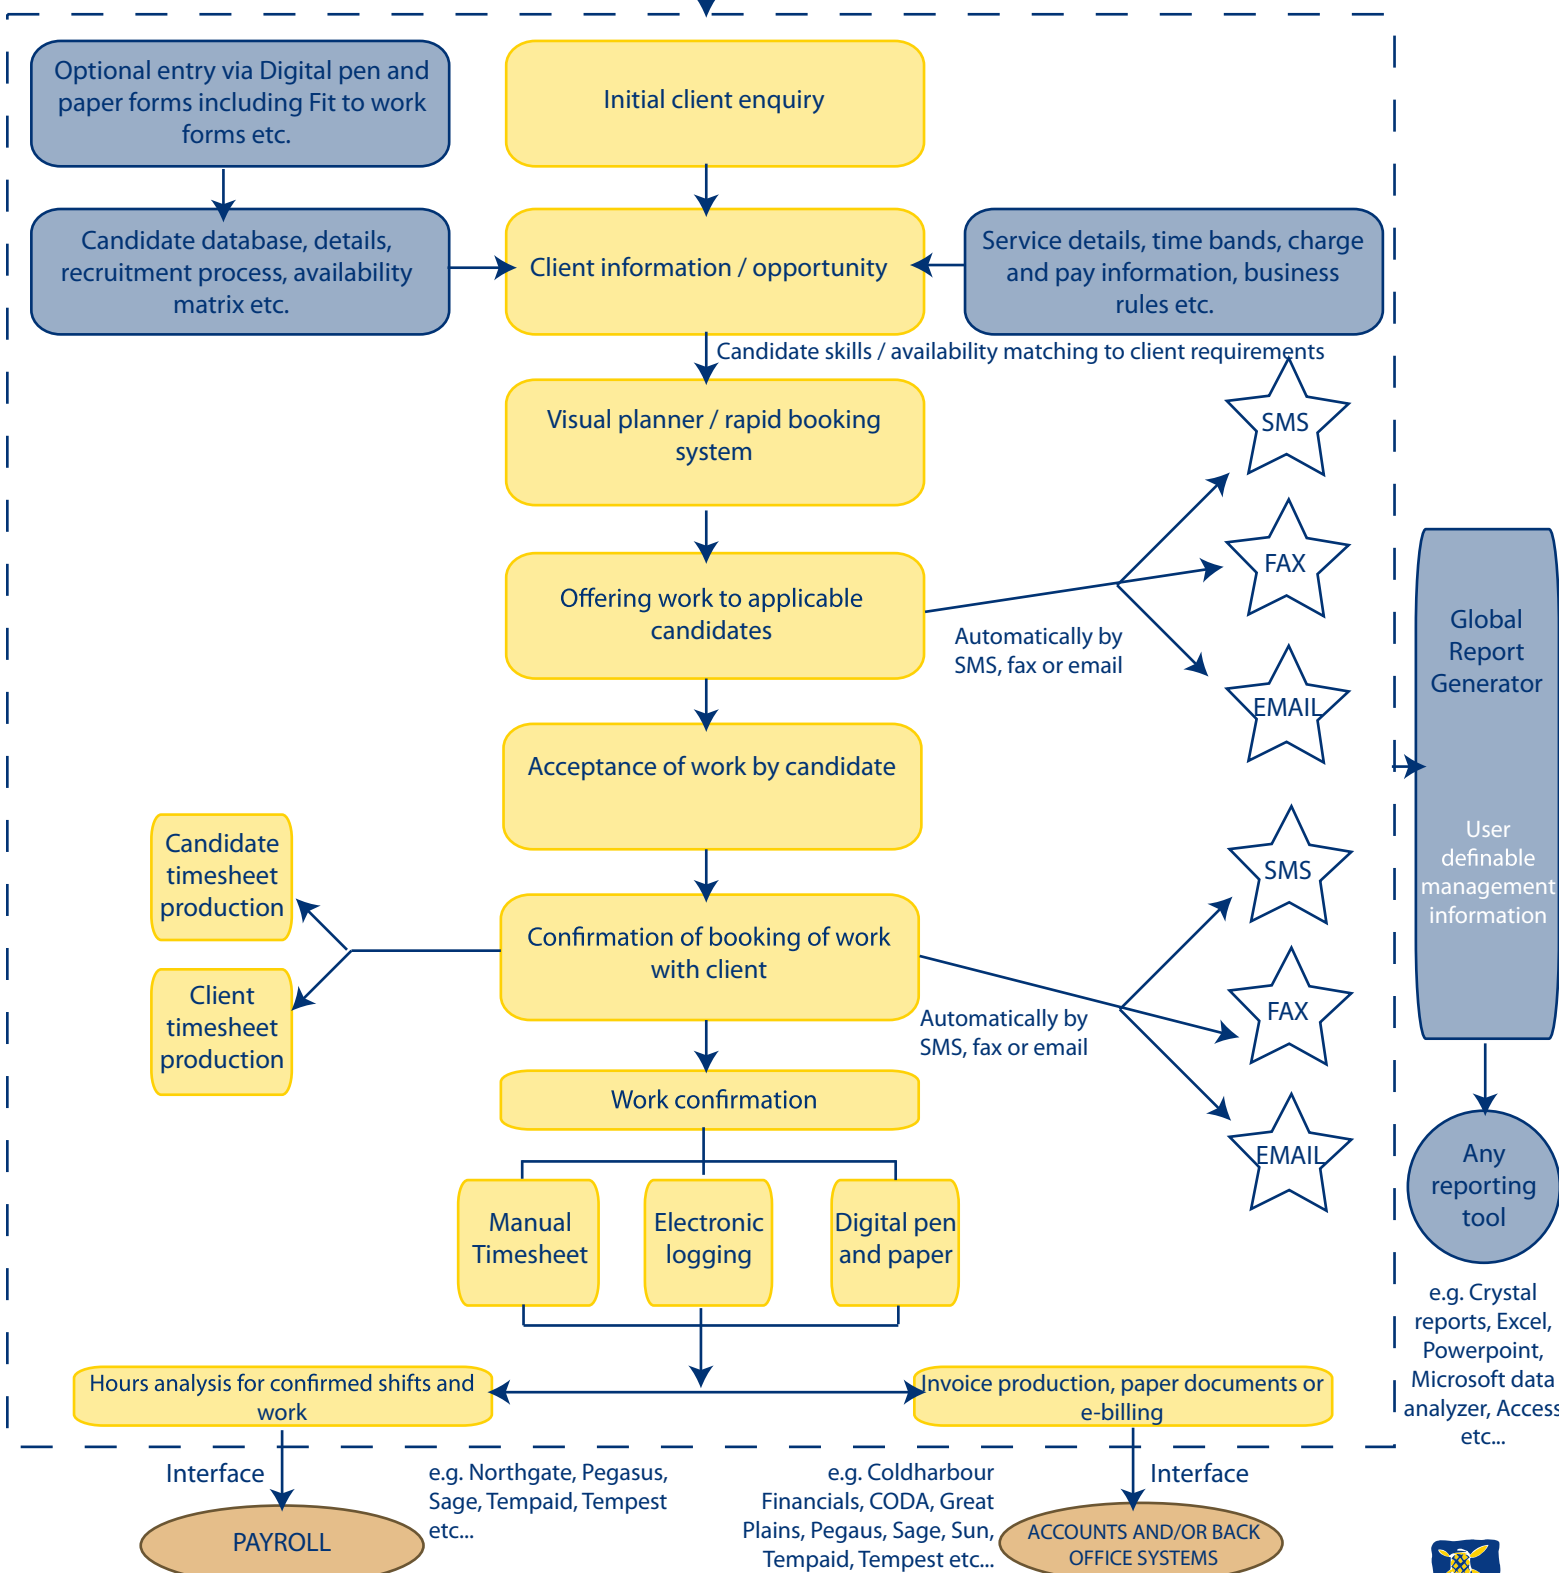 Optional entry via Digital pen and
paper forms including Fit to work
forms etc.
Initial client enquiry
Candidate database, details,
recruitment process, availability
matrix etc.
Client information / opportunity
Service details, time bands, charge
and pay information, business
rules etc.
Candidate skills / availability matching to client requirements
Visual planner / rapid booking
system
SMS
FAX
EMAIL
Offering work to applicable
candidates
Automatically by
SMS, fax or email
Global
Report
Generator
User
definable
management
information
Acceptance of work by candidate
Candidate
timesheet
production
Client
timesheet
production
Confirmation of booking of work
with client
Automatically by
SMS, fax or email
SMS
FAX
EMAIL
Work confirmation
Manual
Timesheet
Electronic
logging
Digital pen
and paper
Any
reporting
tool
e.g. Crystal
reports, Excel,
Powerpoint,
Microsoft data
analyzer, Access
etc...
Hours analysis for confirmed shifts and
work
Invoice production, paper documents or
e-billing
Interface
e.g. Northgate, Pegasus,
Sage, Tempaid, Tempest
etc...
e.g. Coldharbour
Financials, CODA, Great
Plains, Pegaus, Sage, Sun,
Tempaid, Tempest etc...
Interface
PAYROLL
ACCOUNTS AND/OR BACK
OFFICE SYSTEMS